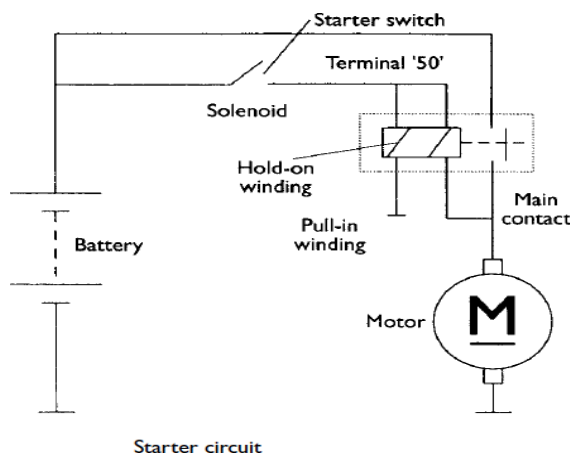 Starter switch
Terminal '50'
Solenoid
Hold-on
winding
Pull-in
winding
Main
contact
Battery
Motor
M
Starter circuit